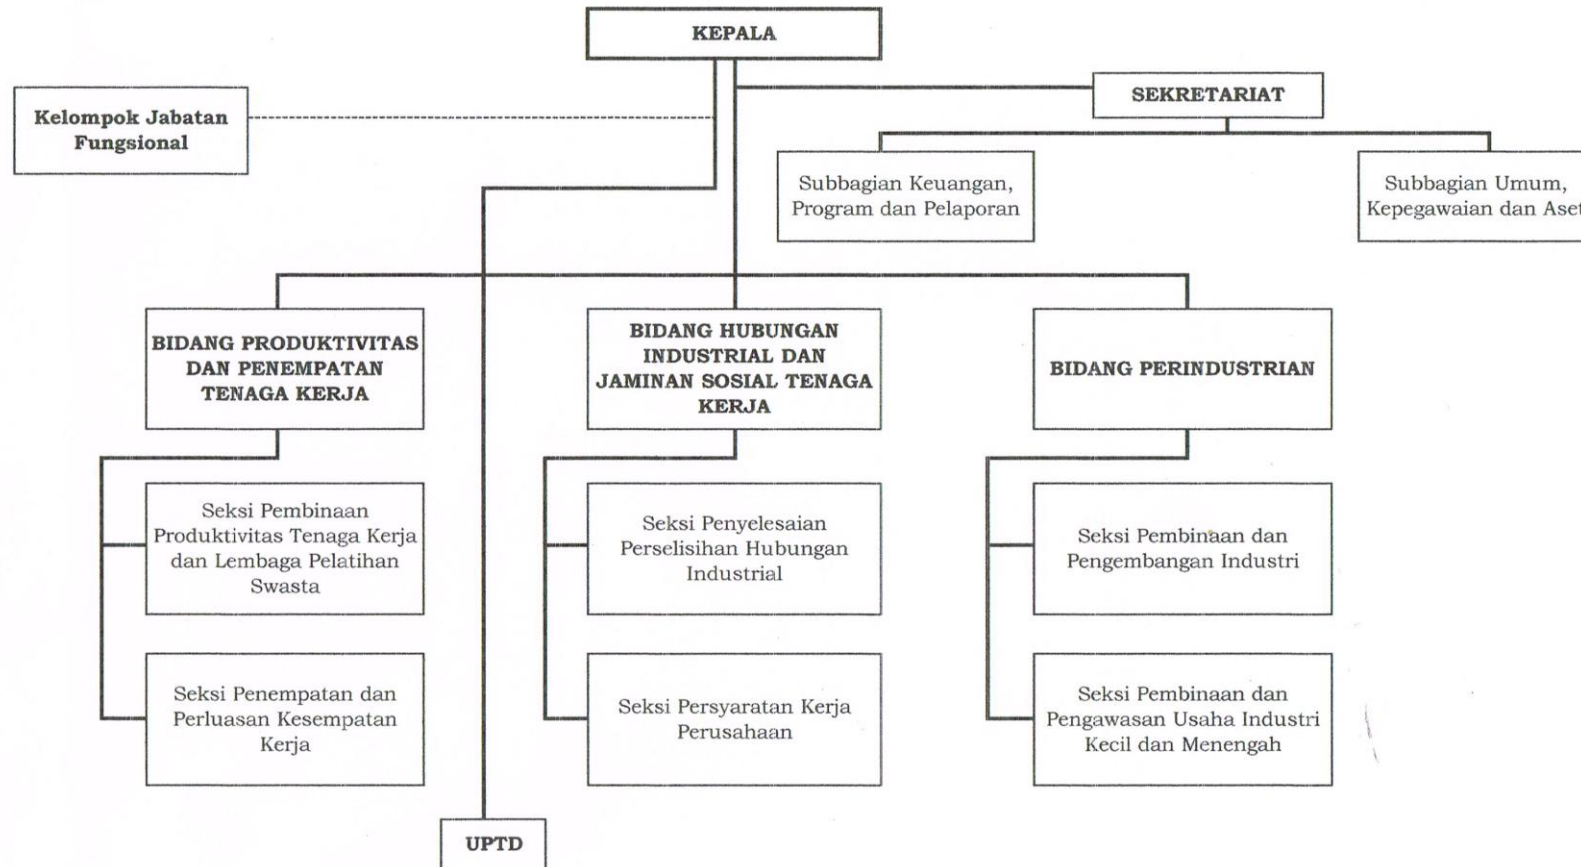 KEPALA
SEKRETARIAT
Kelompok Jabatan
Fungsional
Subbagian Keuangan,
Program dan Pelaporan
Subbagian Umum,
Kepegawaian dan Aset
BIDANG PRODUKTIVITAS
DAN PENEMPATAN
TENAGA KERJA
BIDANG HUBUNGAN
INDUSTRIAL DAN
JAMINAN SOSIAL TENAGA
KERJA
BIDANG PERINDUSTRIAN
Seksi Pembinaan
Produktivitas Tenaga Kerja
dan Lembaga Pelatihan
Swasta
Seksi Penyelesaian
Perselisihan Hubungan
Industrial
Seksi Pembinaan dan
Pengembangan Industri
Seksi Penempatan dan
Perluasan Kesempatan
Kerja
Seksi Persyaratan Kerja
Perusahaan
Seksi Pembinaan dan
Pengawasan Usaha Industri
Kecil dan Menengah
UPTD